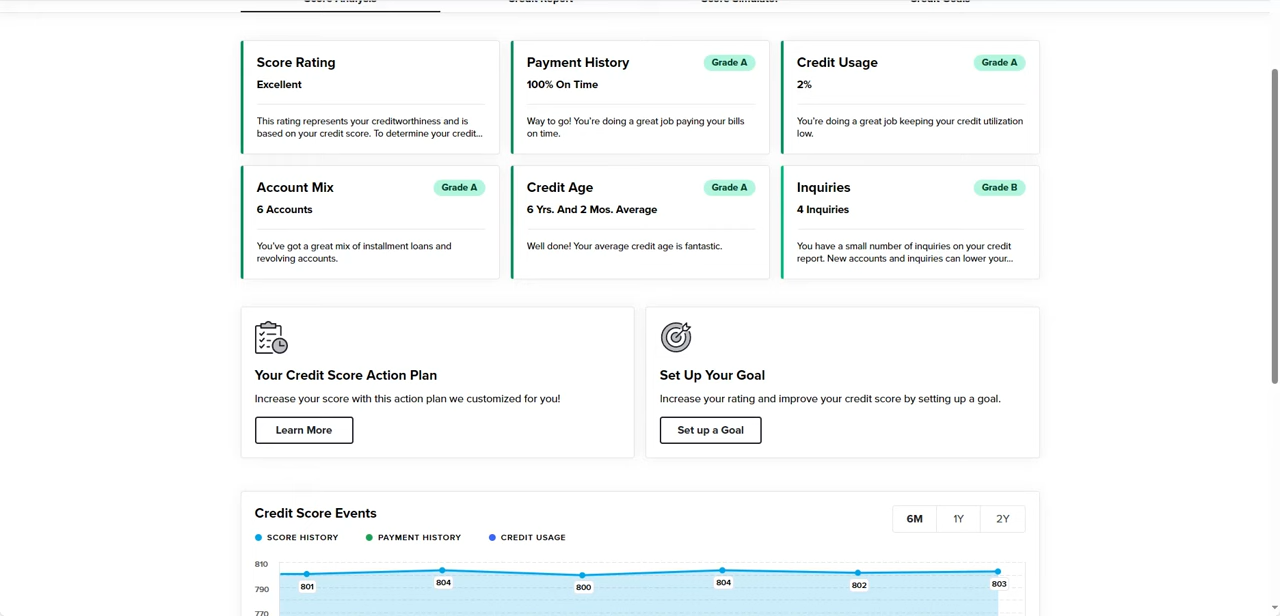 Score Analysis Credit Report Score Simulator Credit Goals
Score Rating
Excellent
This rating represents your creditworthiness and is
based on your credit score. To determine your credit...
Payment History Grade A
100% On Time
Way to go! You're doing a great job paying your bills
on time.
Credit Usage Grade A
2%
You're doing a great job keeping your credit utilization
low.
Account Mix Grade A
6 Accounts
You've got a great mix of installment loans and
revolving accounts.
Credit Age Grade A
6 Yrs. And 2 Mos. Average
Well done! Your average credit age is fantastic.
Inquiries Grade B
4 Inquiries
You have a small number of inquiries on your credit
report. New accounts and inquiries can lower your...
Your Credit Score Action Plan
Increase your score with this action plan we customized for you!
Learn More
Set Up Your Goal
Increase your rating and improve your credit score by setting up a goal.
Set up a Goal
Credit Score Events
6M 1Y 2Y
SCORE HISTORY PAYMENT HISTORY CREDIT USAGE
810
790
770
801 804 800 804 802 803